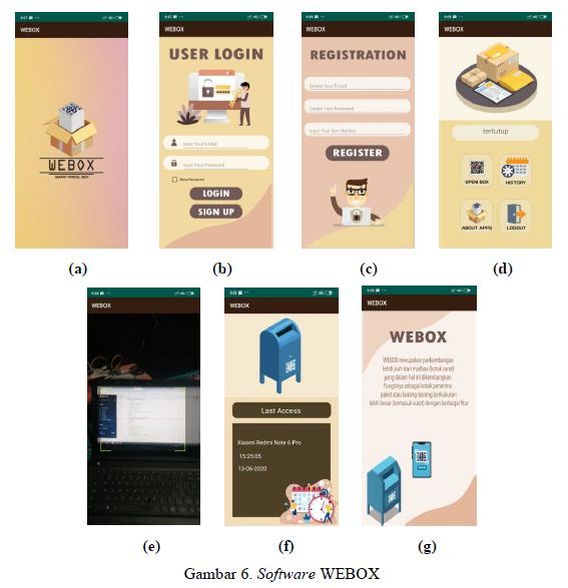 WEBOX
WEBOX
SMART PARCEL BOX
(a)
WEBOX
USER LOGIN
Input Your E-Mail
Input Your Password
Show Password
LOGIN
SIGN UP
(b)
WEBOX
REGISTRATION
Create Your E-mail
Create Your Password
Input Your Seri Number
REGISTER
(c)
WEBOX
tertutup
OPEN BOX
HISTORY
ABOUT APPS
LOGOUT
(d)
WEBOX
(e)
WEBOX
Last Access
Xiaomi Redmi Note 6 Pro
15:25:05
13-06-2020
(f)
WEBOX
WEBOX
WEBOX merupakan perkembangan
lebih jauh dari mailbox (kotak surat)
yang dalam hal ini dikembangkan
fungsinya sebagai kotak penerima
paket atau barang-barang berukuran
lebih besar (termasuk surat) dengan berbagai fitur
(g)
Gambar 6. Software WEBOX